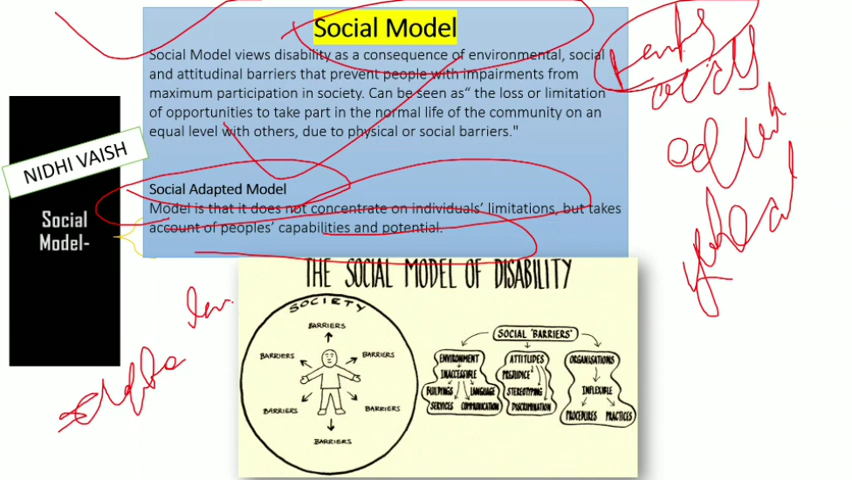 Social Model
Social Model views disability as a consequence of environmental, social
and attitudinal barriers that prevent people with impairments from
maximum participation in society. Can be seen as“ the loss or limitation
of opportunities to take part in the normal life of the community on an
equal level with others, due to physical or social barriers."
NIDHI VAISH
Social
Model-
Social Adapted Model
Model is that it does not concentrate on individuals’ limitations, but takes
account of peoples’ capabilities and potential.
THE SOCIAL MODEL OF DISABILITY
SOCIETY
BARRIERS
BARRIERS
BARRIERS
BARRIERS
BARRIERS
BARRIERS
SOCIAL 'BARRIERS'
ENVIRONMENT
INACCESSIBLE
BUILDINGS LANGUAGE
SERVICES COMMUNICATION
ATTITUDES
PREJUDICE
STEREOTYPING
DISCRIMINATION
ORGANISATIONS
INFLEXIBLE
PROCEDURES PRACTICES